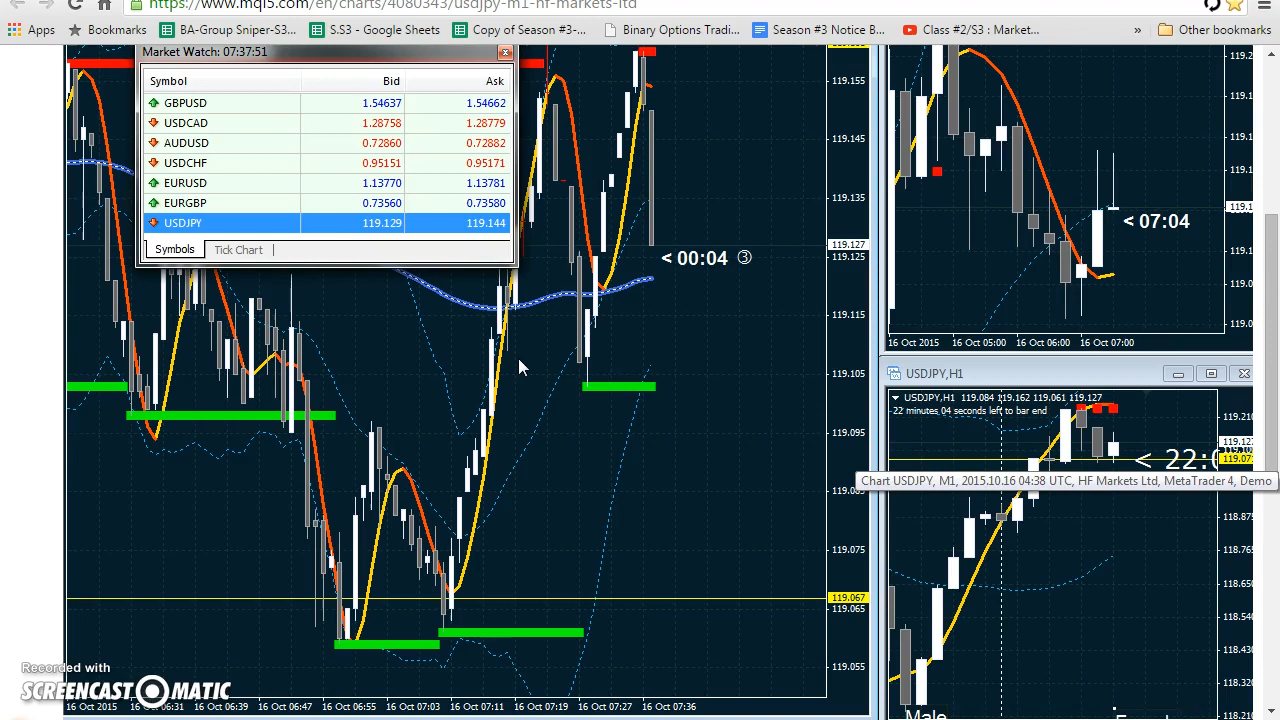 https://www.mql5.com/en/charts/4080343/usdjpy-m1-hf-markets-ltd
Apps
Bookmarks
BA-Group Sniper-S3...
S.S3 - Google Sheets
Copy of Season #3-...
Binary Options Tradi...
Season #3 Notice B...
Class #2/S3 : Market...
»
Other bookmarks
Market Watch: 07:37:51
Symbol Bid Ask
GBPUSD 1.54637 1.54662
USDCAD 1.28758 1.28779
AUDUSD 0.72860 0.72882
USDCHF 0.95151 0.95171
EURUSD 1.13770 1.13781
EURGBP 0.73560 0.73580
USDJPY 119.129 119.144
Symbols Tick Chart
119.155
119.145
119.135
119.127
119.125
119.115
119.105
119.095
119.085
119.075
119.067
119.065
119.055
< 00:04 ③
16 Oct 2015 16 Oct 06:31 16 Oct 06:39 16 Oct 06:47 16 Oct 06:55 16 Oct 07:03 16 Oct 07:11 16 Oct 07:19 16 Oct 07:27 16 Oct 07:36
< 07:04
16 Oct 2015 16 Oct 05:00 16 Oct 06:00 16 Oct 07:00
USDJPY,H1
USDJPY,H1 119.084 119.162 119.061 119.127
22 minutes 04 seconds left to bar end
119.210
119.127
< 22:0
Chart USDJPY, M1, 2015.10.16 04:38 UTC, HF Markets Ltd, MetaTrader 4, Demo
118.875
118.765
118.650
118.540
118.430
118.320
118.210
Recorded with
SCREENCAST MATIC